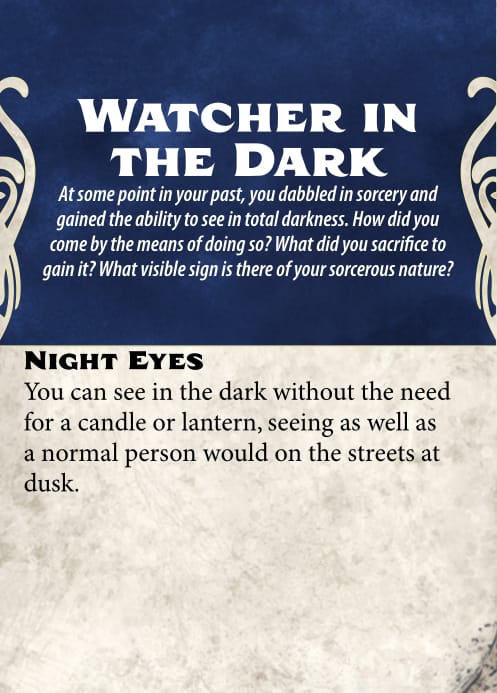 Watcher in
the Dark
At some point in your past, you dabbled in sorcery and
gained the ability to see in total darkness. How did you
come by the means of doing so? What did you sacrifice to
gain it? What visible sign is there of your sorcerous nature?
Night Eyes
You can see in the dark without the need
for a candle or lantern, seeing as well as
a normal person would on the streets at
dusk.